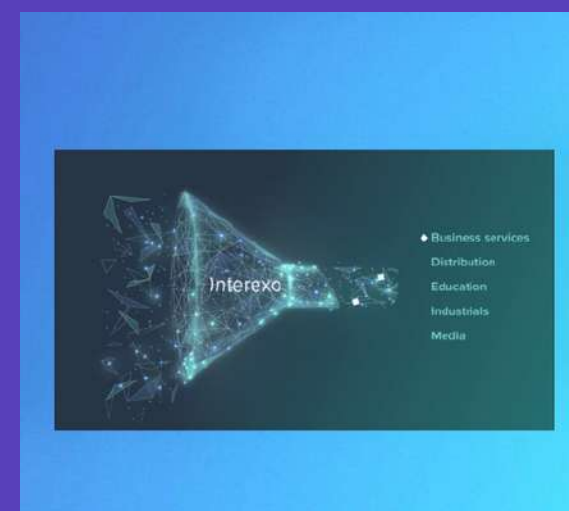 Interexo
Business services
Distribution
Education
Industrials
Media